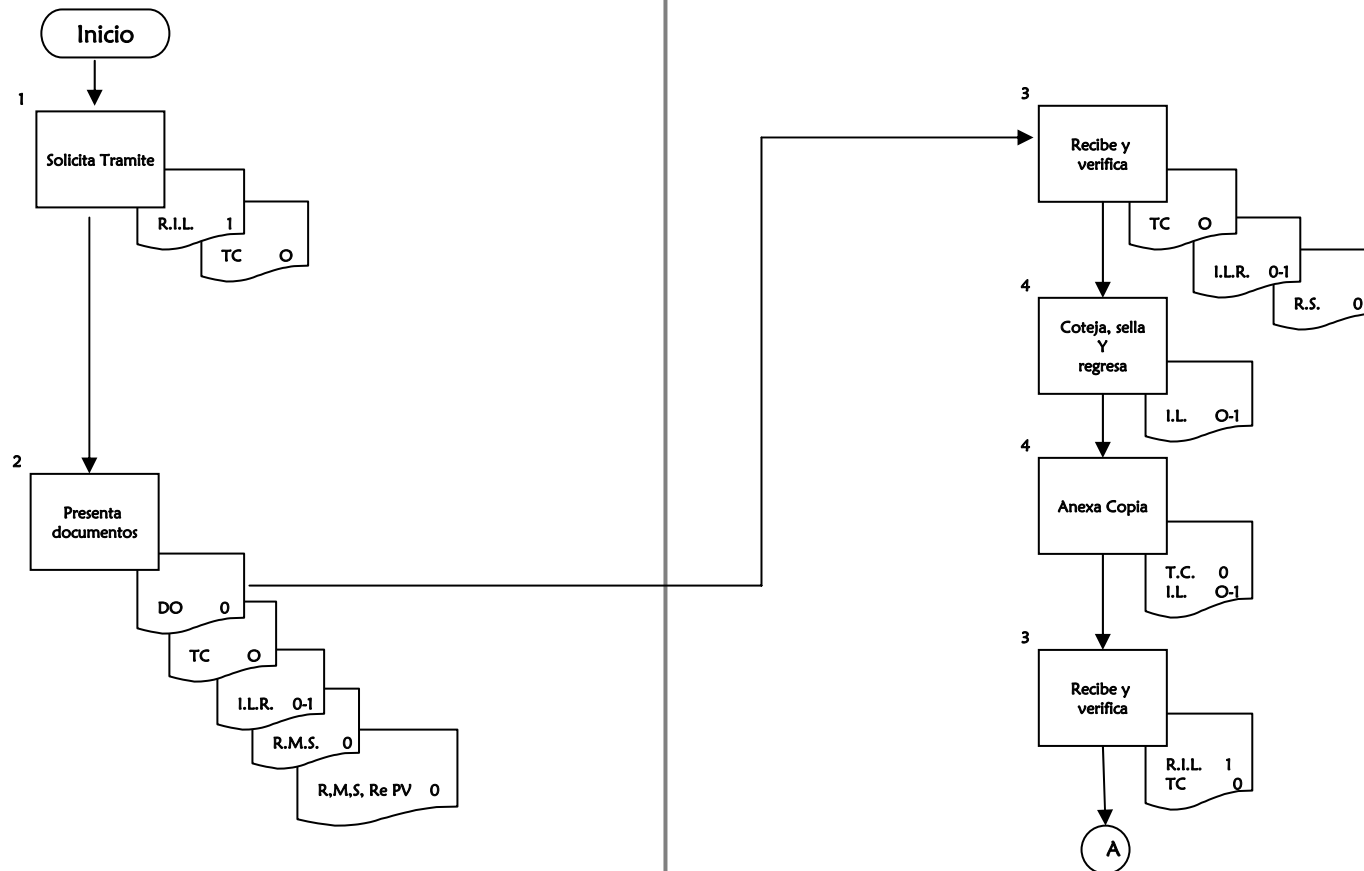 Inicio
1
Solicita Tramite
R.I.L. 1
TC O
2
Presenta
documentos
DO 0
TC O
I.L.R. 0-1
R.M.S. 0
R,M,S, Re PV 0
3
Recibe y
verifica
TC O
I.L.R. 0-1
R.S. 0
4
Coteja, sella
Y
regresa
I.L. O-1
4
Anexa Copia
T.C. 0
I.L. O-1
3
Recibe y
verifica
R.I.L. 1
TC 0
A